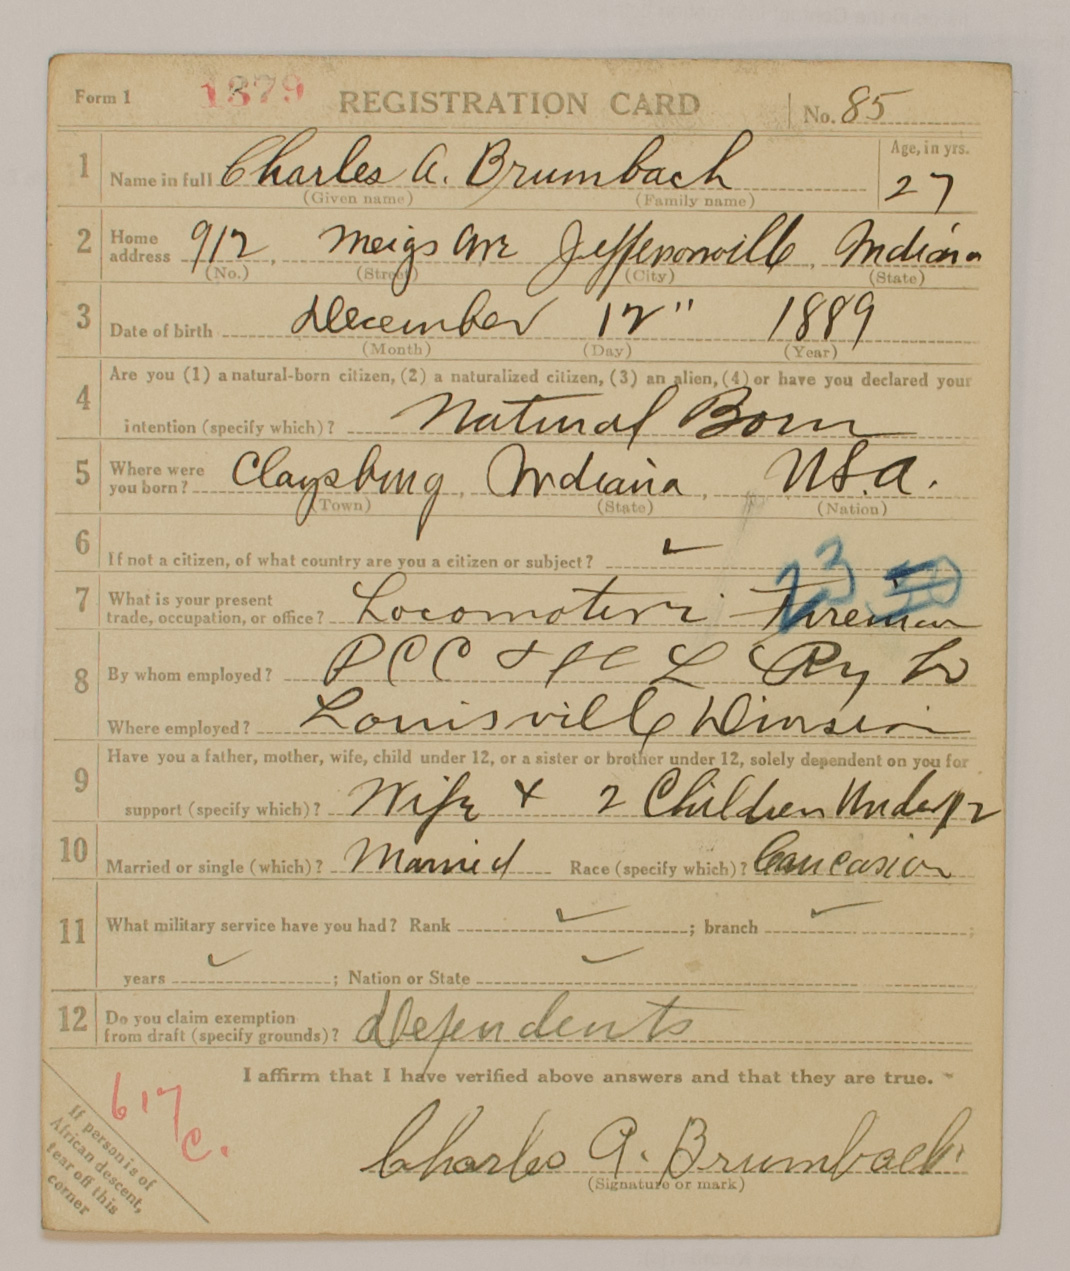 Form 1 1379 REGISTRATION CARD No. 85
1 Name in full Charles A. Brumbach Age, in yrs. 27
(Given name) (Family name)
2 Home address 912, Meigs Ave Jeffersonville, Indiana
(No.) (Street) (City) (State)
3 Date of birth December 12" 1889
(Month) (Day) (Year)
4 Are you (1) a natural-born citizen, (2) a naturalized citizen, (3) an alien, (4) or have you declared your
intention (specify which)? Natural Born
5 Where were you born? Claysburg, Indiana, U.S.A.
(Town) (State) (Nation)
6 If not a citizen, of what country are you a citizen or subject?
23
7 What is your present trade, occupation, or office? Locomotive Fireman
8 By whom employed? P C C & St L Ry Co
Where employed? Louisville Division
9 Have you a father, mother, wife, child under 12, or a sister or brother under 12, solely dependent on you for
support (specify which)? Wife & 2 Children Under 12
10 Married or single (which)? Married Race (specify which)? Caucasion
11 What military service have you had? Rank ; branch ;
years ; Nation or State
12 Do you claim exemption from draft (specify grounds)? Dependents
I affirm that I have verified above answers and that they are true.
617
C.
If person is of
African descent,
tear off this
corner
Charles A. Brumbach
(Signature or mark)